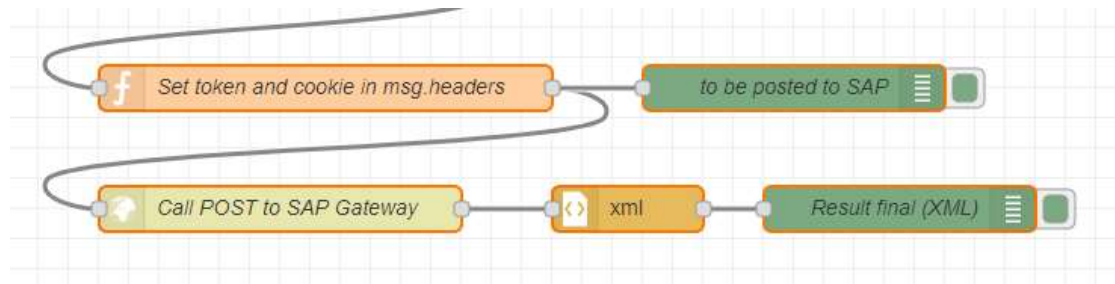 Set token and cookie in msg.headers
to be posted to SAP
Call POST to SAP Gateway
xml
Result final (XML)